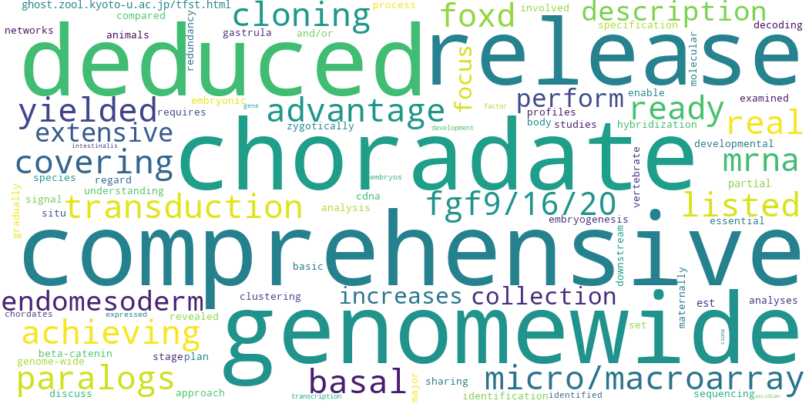 ghost.zool.kyoto-u.ac.jp/tfst.html
process
compared
cloning
foxd
involved
description
networks
animals
redundancy
gastrula
and/or
specification
decoding
deduced
release
molecular
focus
yielded
requires
embryonic
gene
advantage
factor
perform
enable
profiles
ready
examined
extensive
zygotically
development
body
studies
hybridization
real
intestinalis
choradate
developmental
covering
mrna
species
regard
embryos
vertebrate
partial
understanding
signal
cdna
transduction
fgf9/16/20
listed
gradually
situ
analysis
embryogenesis
essential
comprehensive
downstream
basic
maternally
endomesoderm
clustering
increases
collection
est
analyses
chordates
expressed
revealed
genomewide
achieving
set
ciona
beta-catenin
stage
plan
genome-wide
paralogs
basal
micro/macroarray
discuss
approach
transcription
major
sharing
identification
identified
sequencing
ascidian